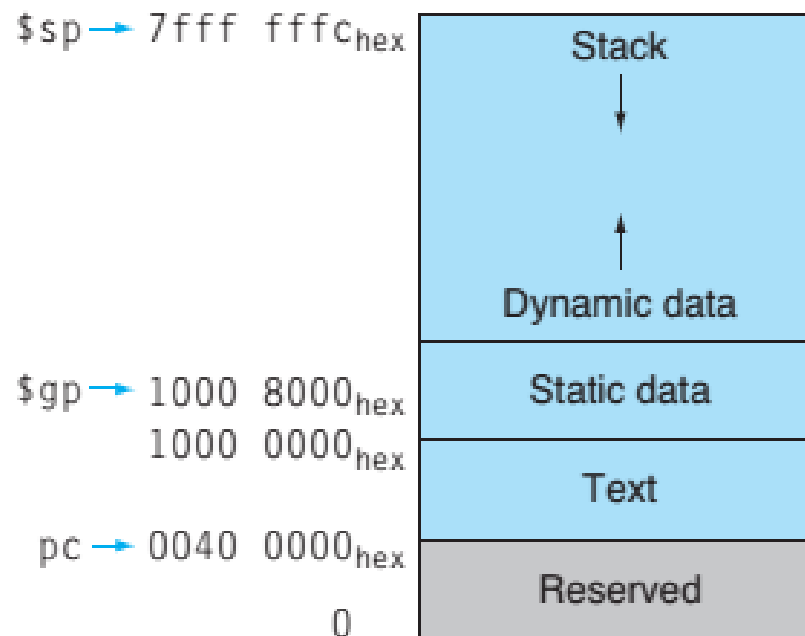 $sp → 7fff fffc hex
Stack
Dynamic data
$gp → 1000 8000 hex
Static data
1000 0000 hex
Text
pc → 0040 0000 hex
Reserved
0